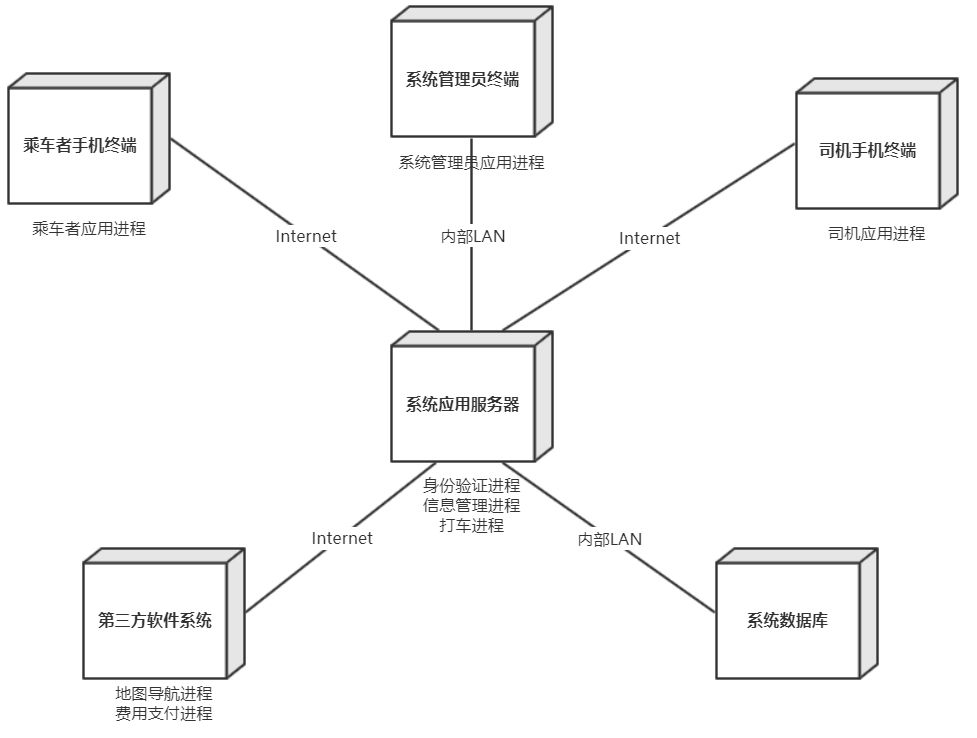 系统管理员终端
系统管理员应用进程
乘车者手机终端
乘车者应用进程
司机手机终端
司机应用进程
Internet
内部LAN
Internet
系统应用服务器
身份验证进程
信息管理进程
打车进程
Internet
内部LAN
第三方软件系统
地图导航进程
费用支付进程
系统数据库